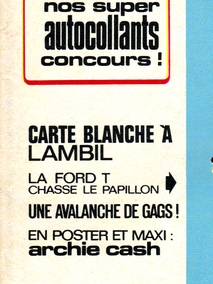 nos super
autocollants
concours !
CARTE BLANCHE À
LAMBIL
LA FORD T
CHASSE LE PAPILLON
UNE AVALANCHE DE GAGS !
EN POSTER ET MAXI :
archie cash